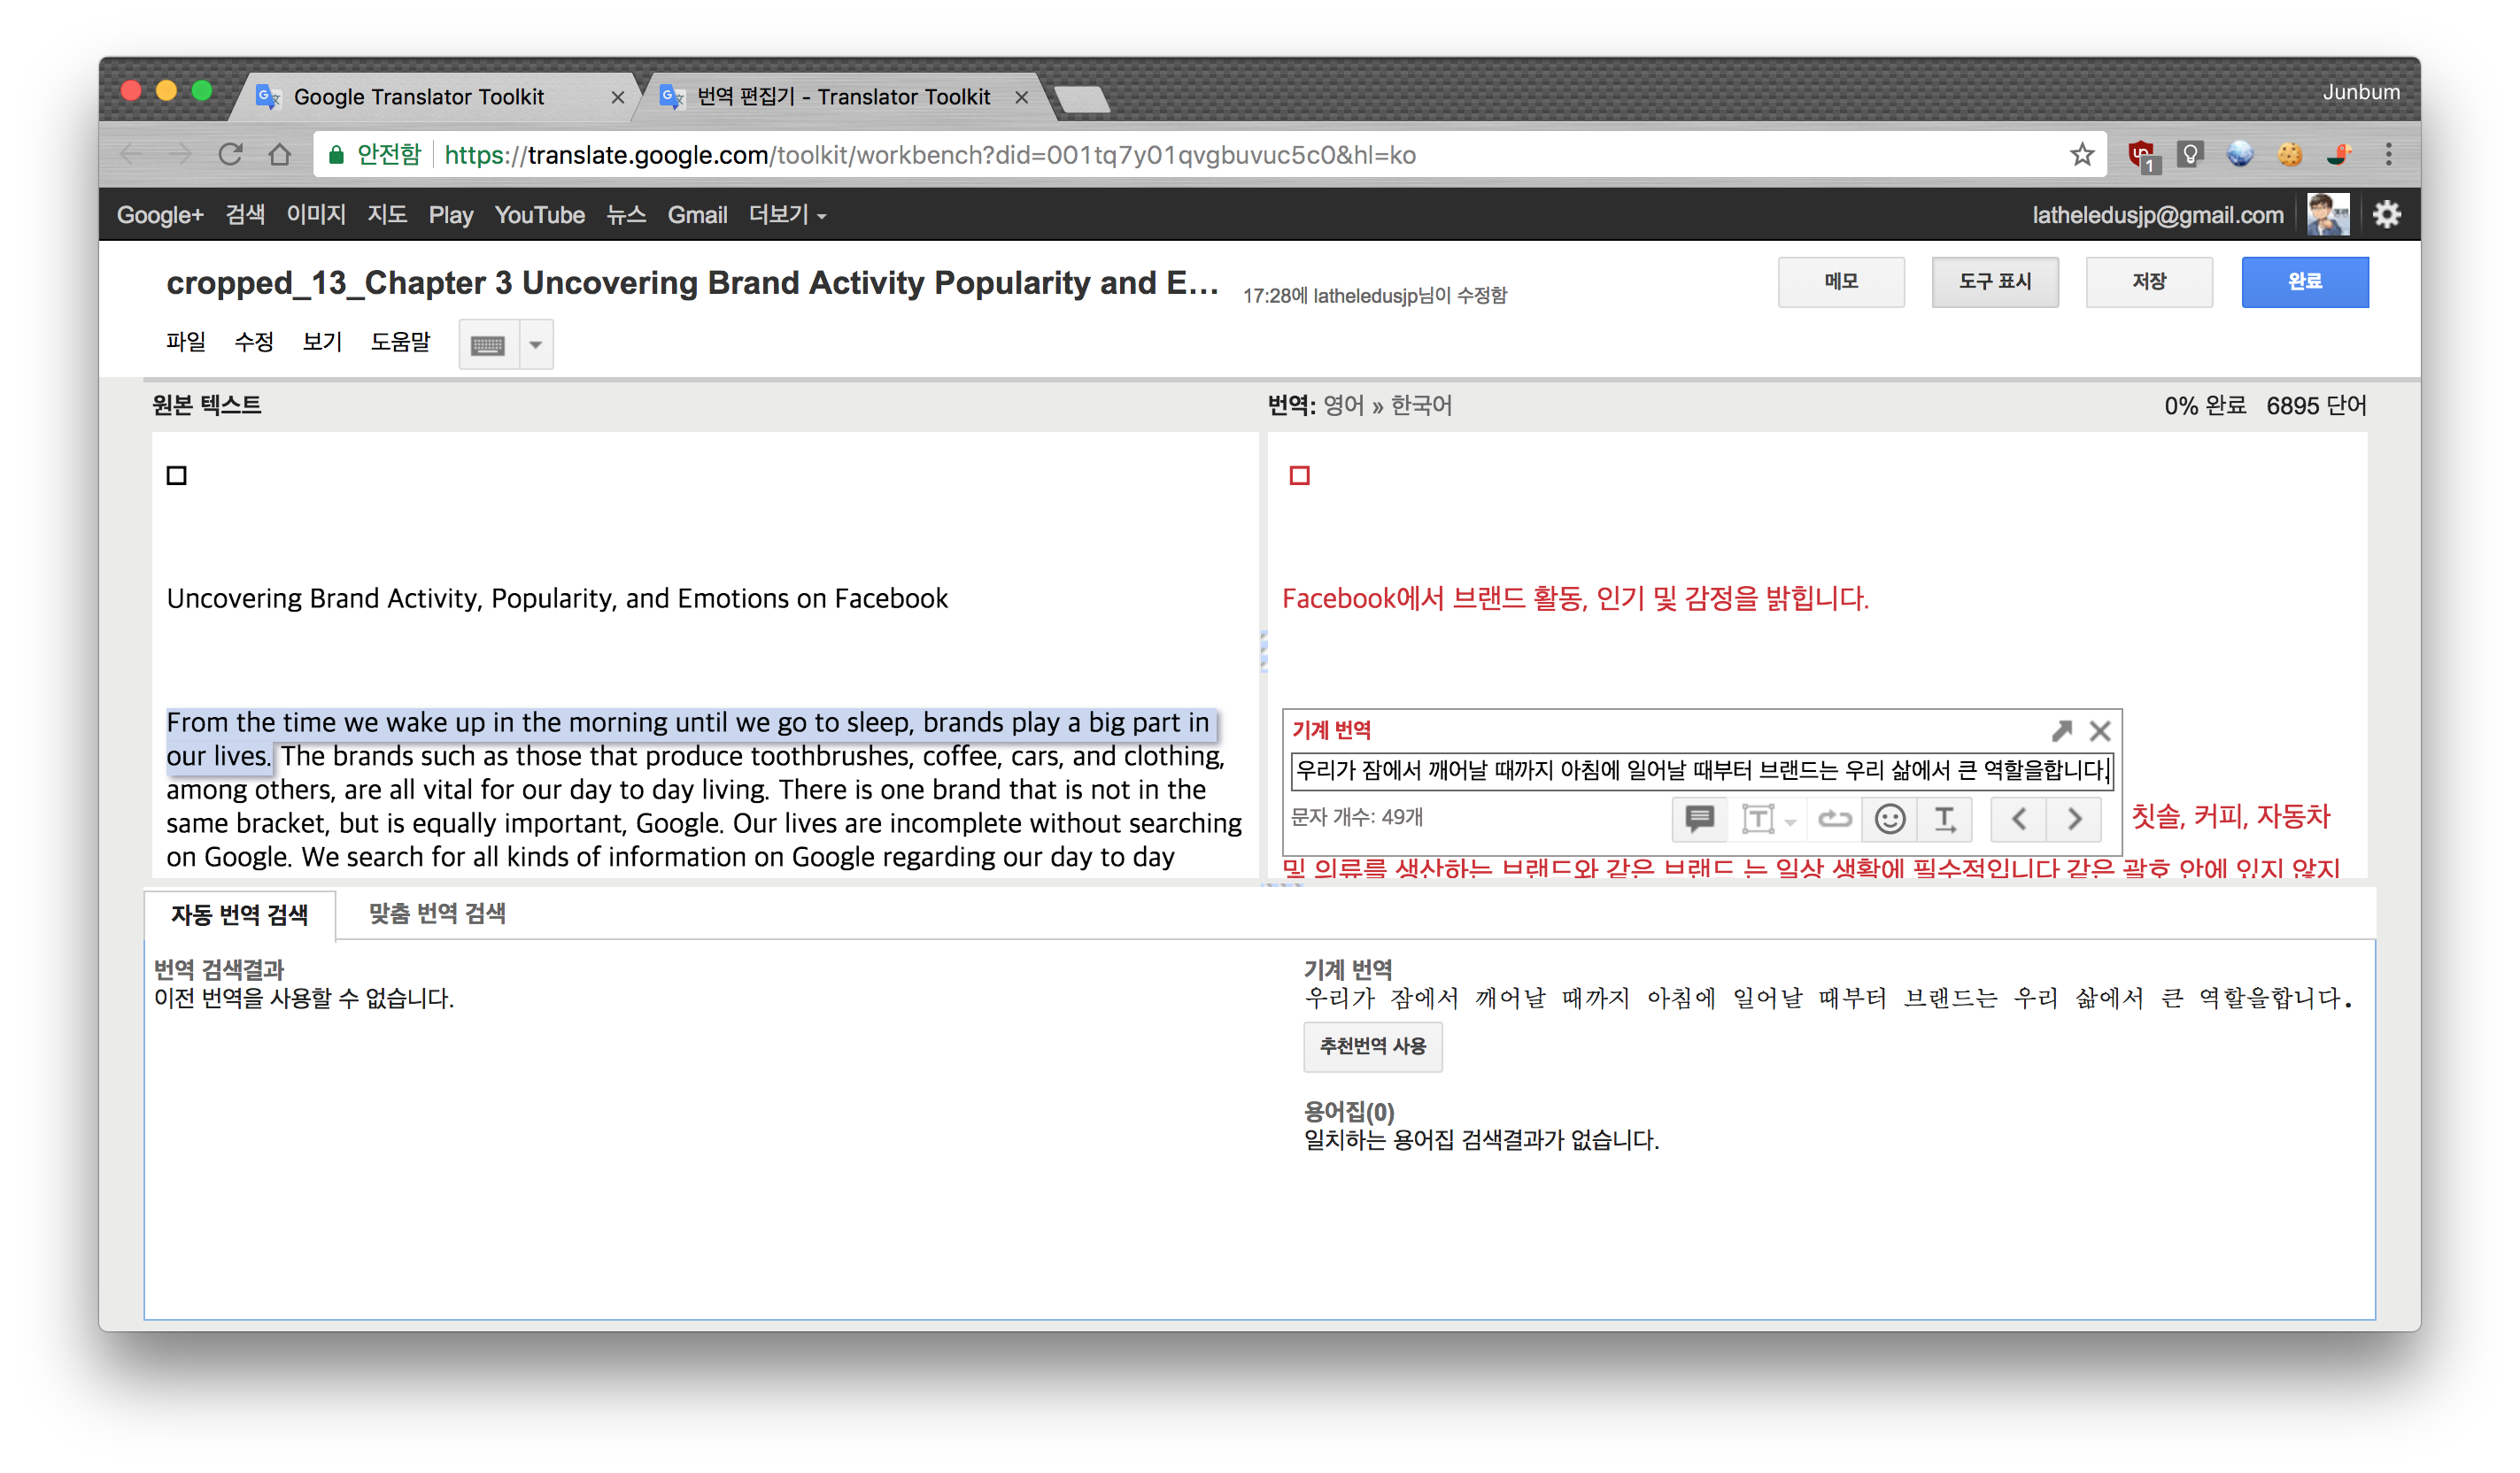 Google Translator Toolkit
번역 편집기 - Translator Toolkit
Junbum
안전함 https://translate.google.com/toolkit/workbench?did=001tq7y01qvgbuvuc5c0&hl=ko
1
Google+ 검색 이미지 지도 Play YouTube 뉴스 Gmail 더보기
latheledusjp@gmail.com
cropped_13_Chapter 3 Uncovering Brand Activity Popularity and E...
17:28에 latheledusjp님이 수정함
메모 도구 표시 저장 완료
파일 수정 보기 도움말
원본 텍스트
번역: 영어 » 한국어
0% 완료 6895 단어
Uncovering Brand Activity, Popularity, and Emotions on Facebook
Facebook에서 브랜드 활동, 인기 및 감정을 밝힙니다.
From the time we wake up in the morning until we go to sleep, brands play a big part in
our lives. The brands such as those that produce toothbrushes, coffee, cars, and clothing,
among others, are all vital for our day to day living. There is one brand that is not in the
same bracket, but is equally important, Google. Our lives are incomplete without searching
on Google. We search for all kinds of information on Google regarding our day to day
기계 번역
우리가 잠에서 깨어날 때까지 아침에 일어날 때부터 브랜드는 우리 삶에서 큰 역할을합니다.
문자 개수: 49개
칫솔, 커피, 자동차
및 의류를 생산하는 브랜드와 같은 브랜드 는 일상 생활에 필수적입니다 같은 괄호 안에 있지 않지
자동 번역 검색 맞춤 번역 검색
번역 검색결과
이전 번역을 사용할 수 없습니다.
기계 번역
우리가 잠에서 깨어날 때까지 아침에 일어날 때부터 브랜드는 우리 삶에서 큰 역할을합니다.
추천번역 사용
용어집(0)
일치하는 용어집 검색결과가 없습니다.